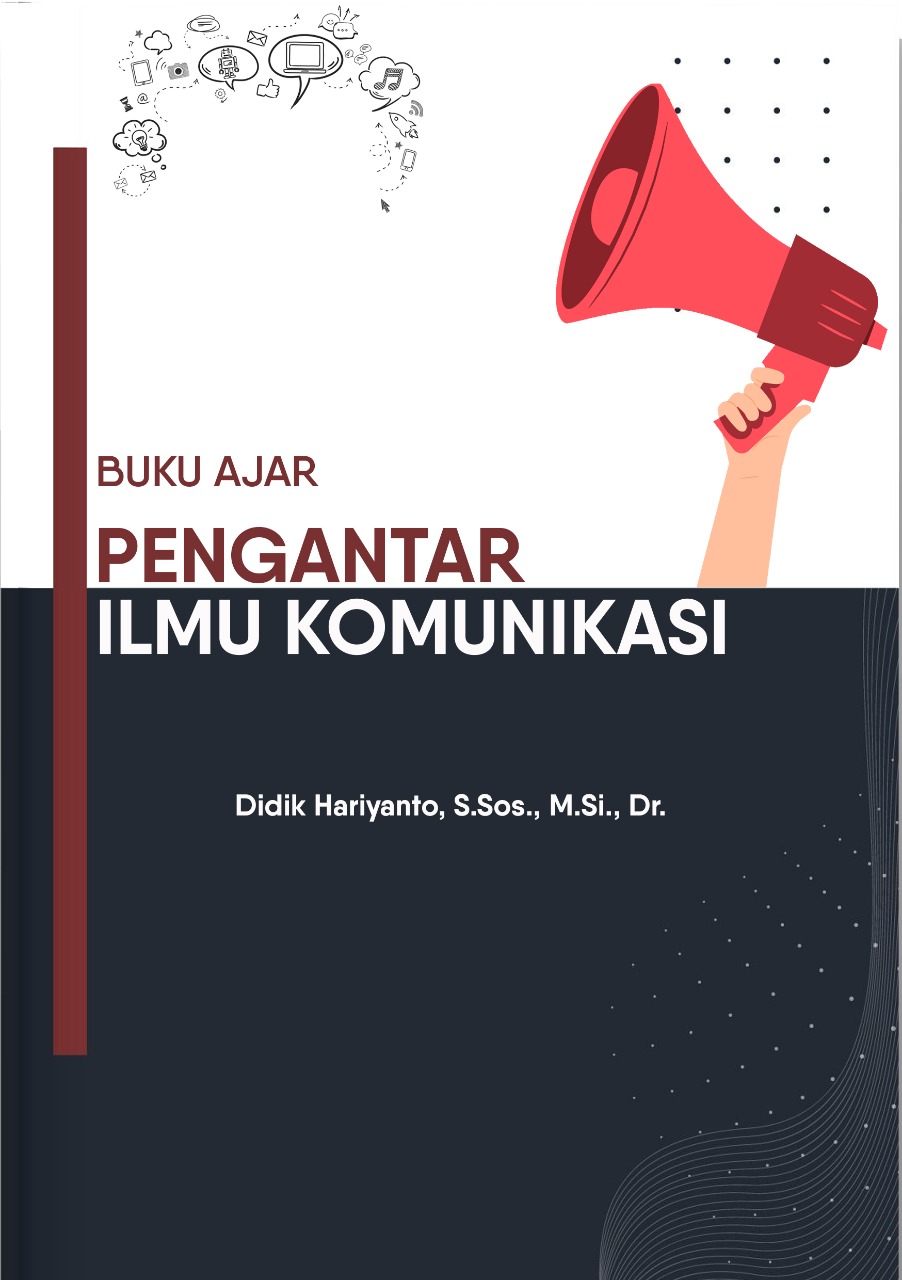 BUKU AJAR
PENGANTAR
ILMU KOMUNIKASI
Didik Hariyanto, S.Sos., M.Si., Dr.